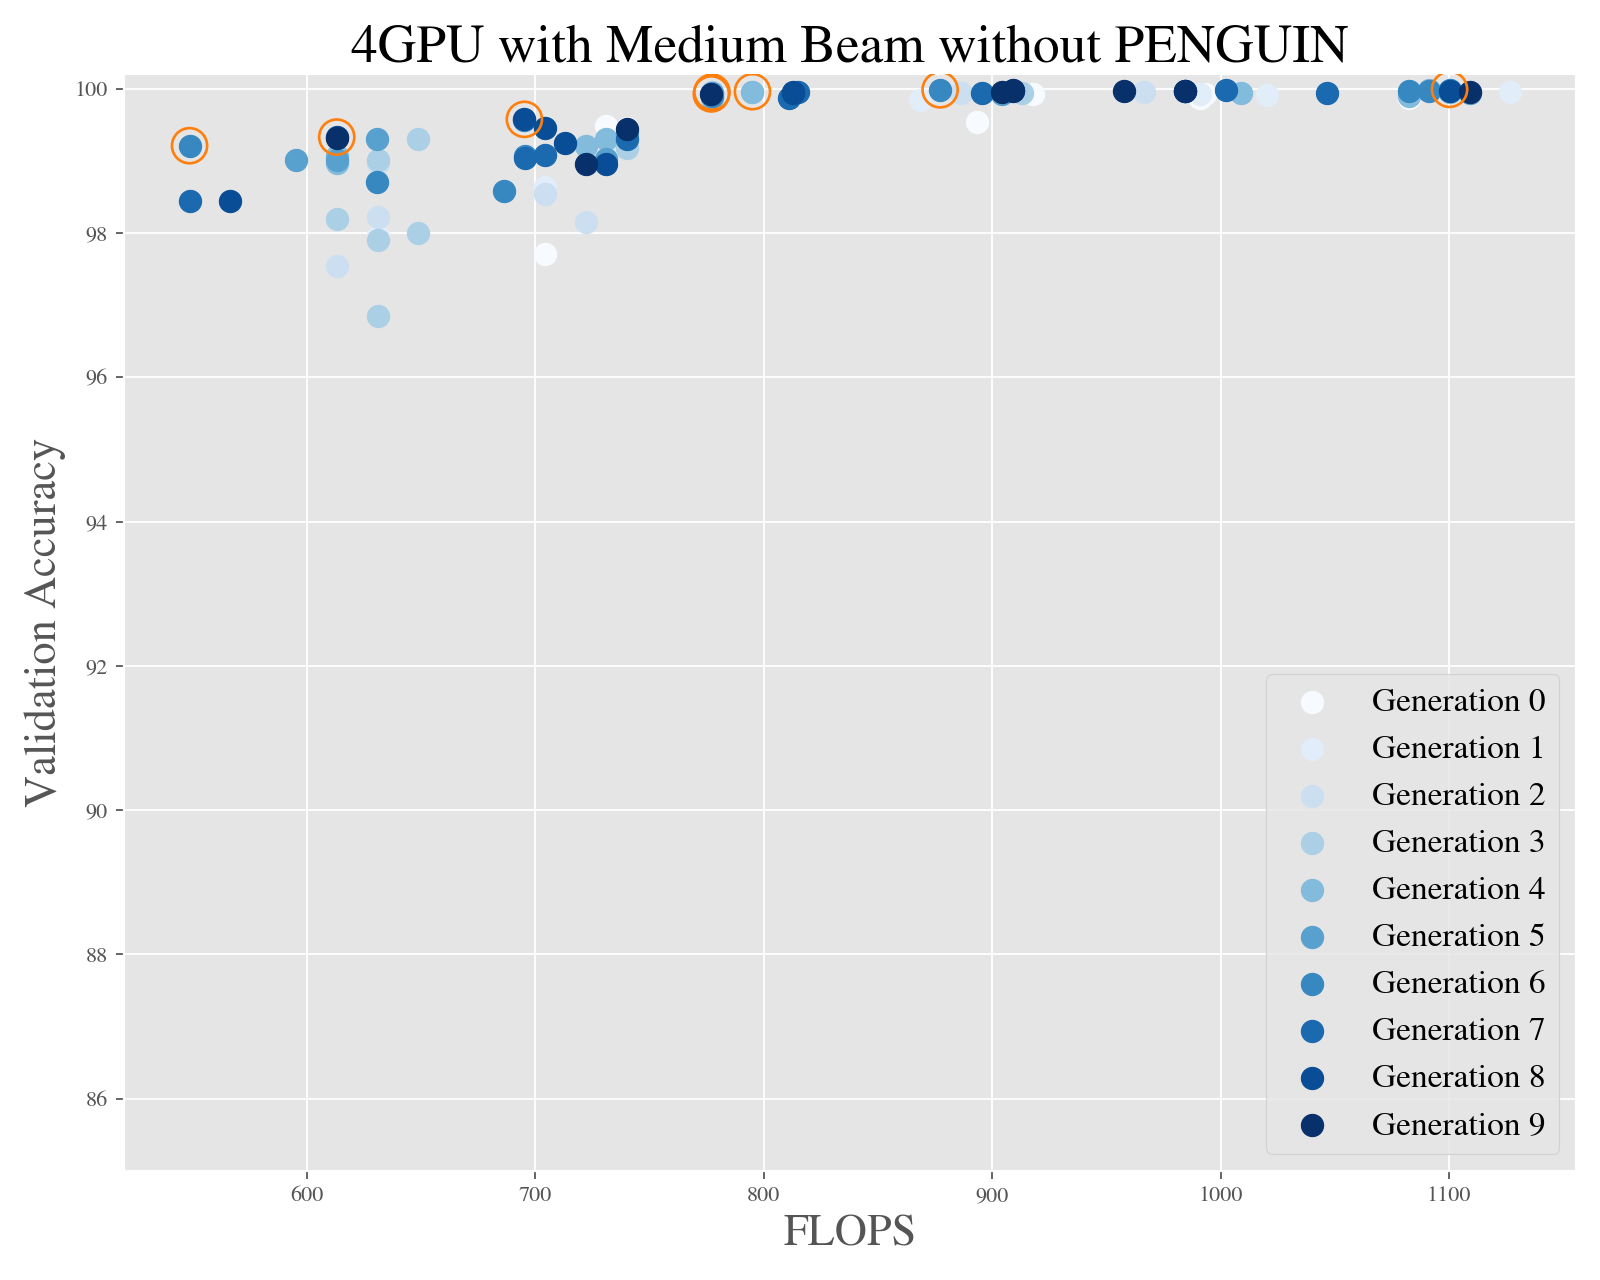 4GPU with Medium Beam without PENGUIN
Validation Accuracy
100
98
96
94
92
90
88
86
Generation 0
Generation 1
Generation 2
Generation 3
Generation 4
Generation 5
Generation 6
Generation 7
Generation 8
Generation 9
600 700 800 900 1000 1100
FLOPS